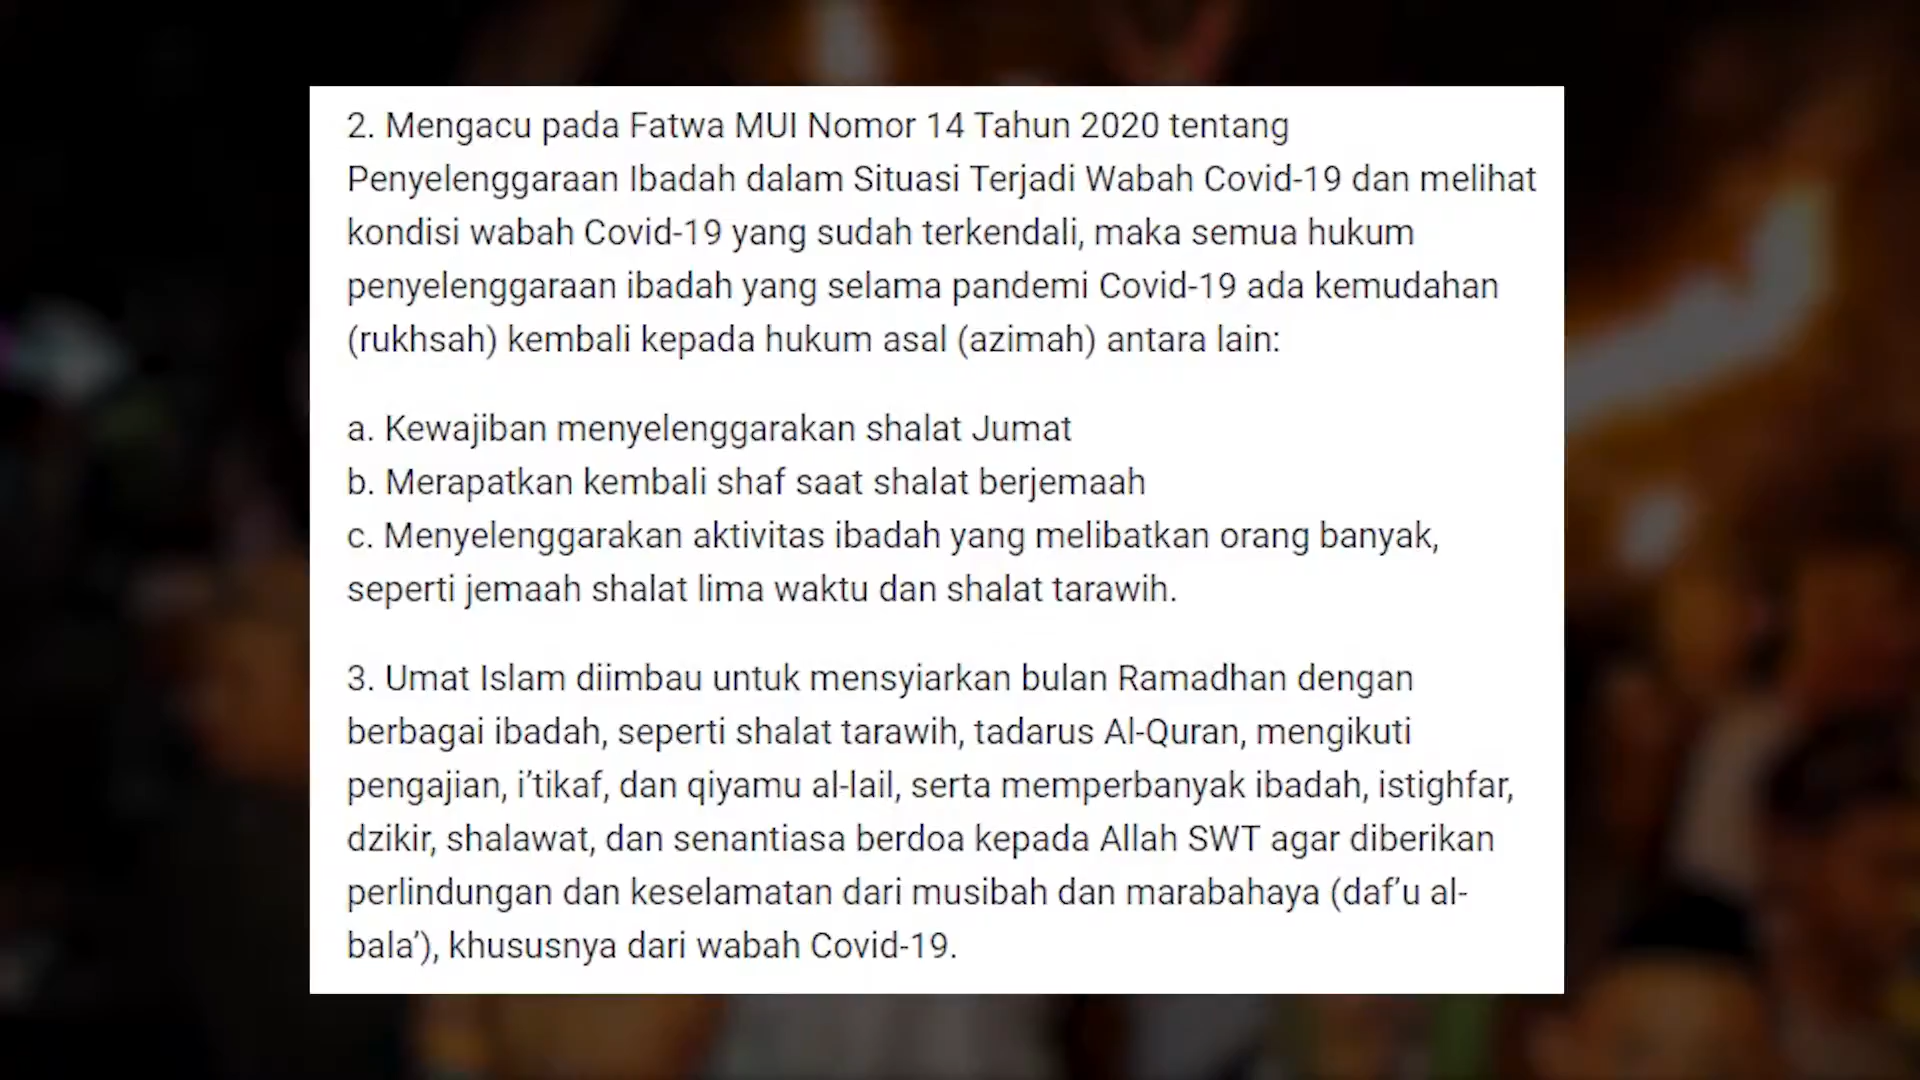 2. Mengacu pada Fatwa MUI Nomor 14 Tahun 2020 tentang
Penyelenggaraan Ibadah dalam Situasi Terjadi Wabah Covid-19 dan melihat
kondisi wabah Covid-19 yang sudah terkendali, maka semua hukum
penyelenggaraan ibadah yang selama pandemi Covid-19 ada kemudahan
(rukhsah) kembali kepada hukum asal (azimah) antara lain:
a. Kewajiban menyelenggarakan shalat Jumat
b. Merapatkan kembali shaf saat shalat berjemaah
c. Menyelenggarakan aktivitas ibadah yang melibatkan orang banyak,
seperti jemaah shalat lima waktu dan shalat tarawih.
3. Umat Islam diimbau untuk mensyiarkan bulan Ramadhan dengan
berbagai ibadah, seperti shalat tarawih, tadarus Al-Quran, mengikuti
pengajian, i’tikaf, dan qiyamu al-lail, serta memperbanyak ibadah, istighfar,
dzikir, shalawat, dan senantiasa berdoa kepada Allah SWT agar diberikan
perlindungan dan keselamatan dari musibah dan marabahaya (daf’u al-
bala’), khususnya dari wabah Covid-19.